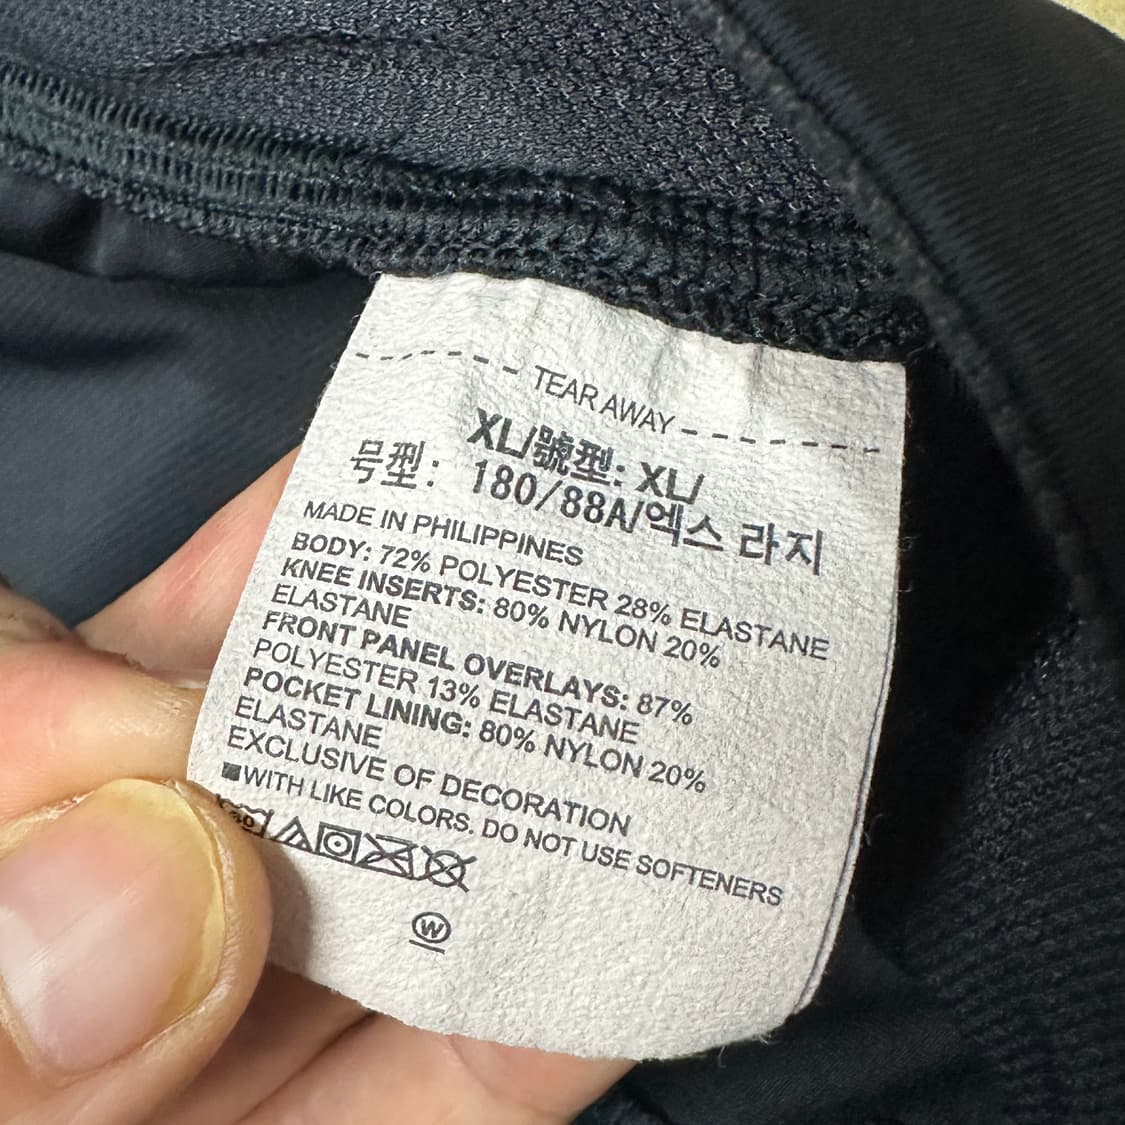 TEAR AWAY
XL/號型: XL/
号型: 180/88A/엑스 라지
MADE IN PHILIPPINES
BODY: 72% POLYESTER 28% ELASTANE
KNEE INSERTS: 80% NYLON 20%
ELASTANE
FRONT PANEL OVERLAYS: 87%
POLYESTER 13% ELASTANE
POCKET LINING: 80% NYLON 20%
ELASTANE
EXCLUSIVE OF DECORATION
■WITH LIKE COLORS. DO NOT USE SOFTENERS
W